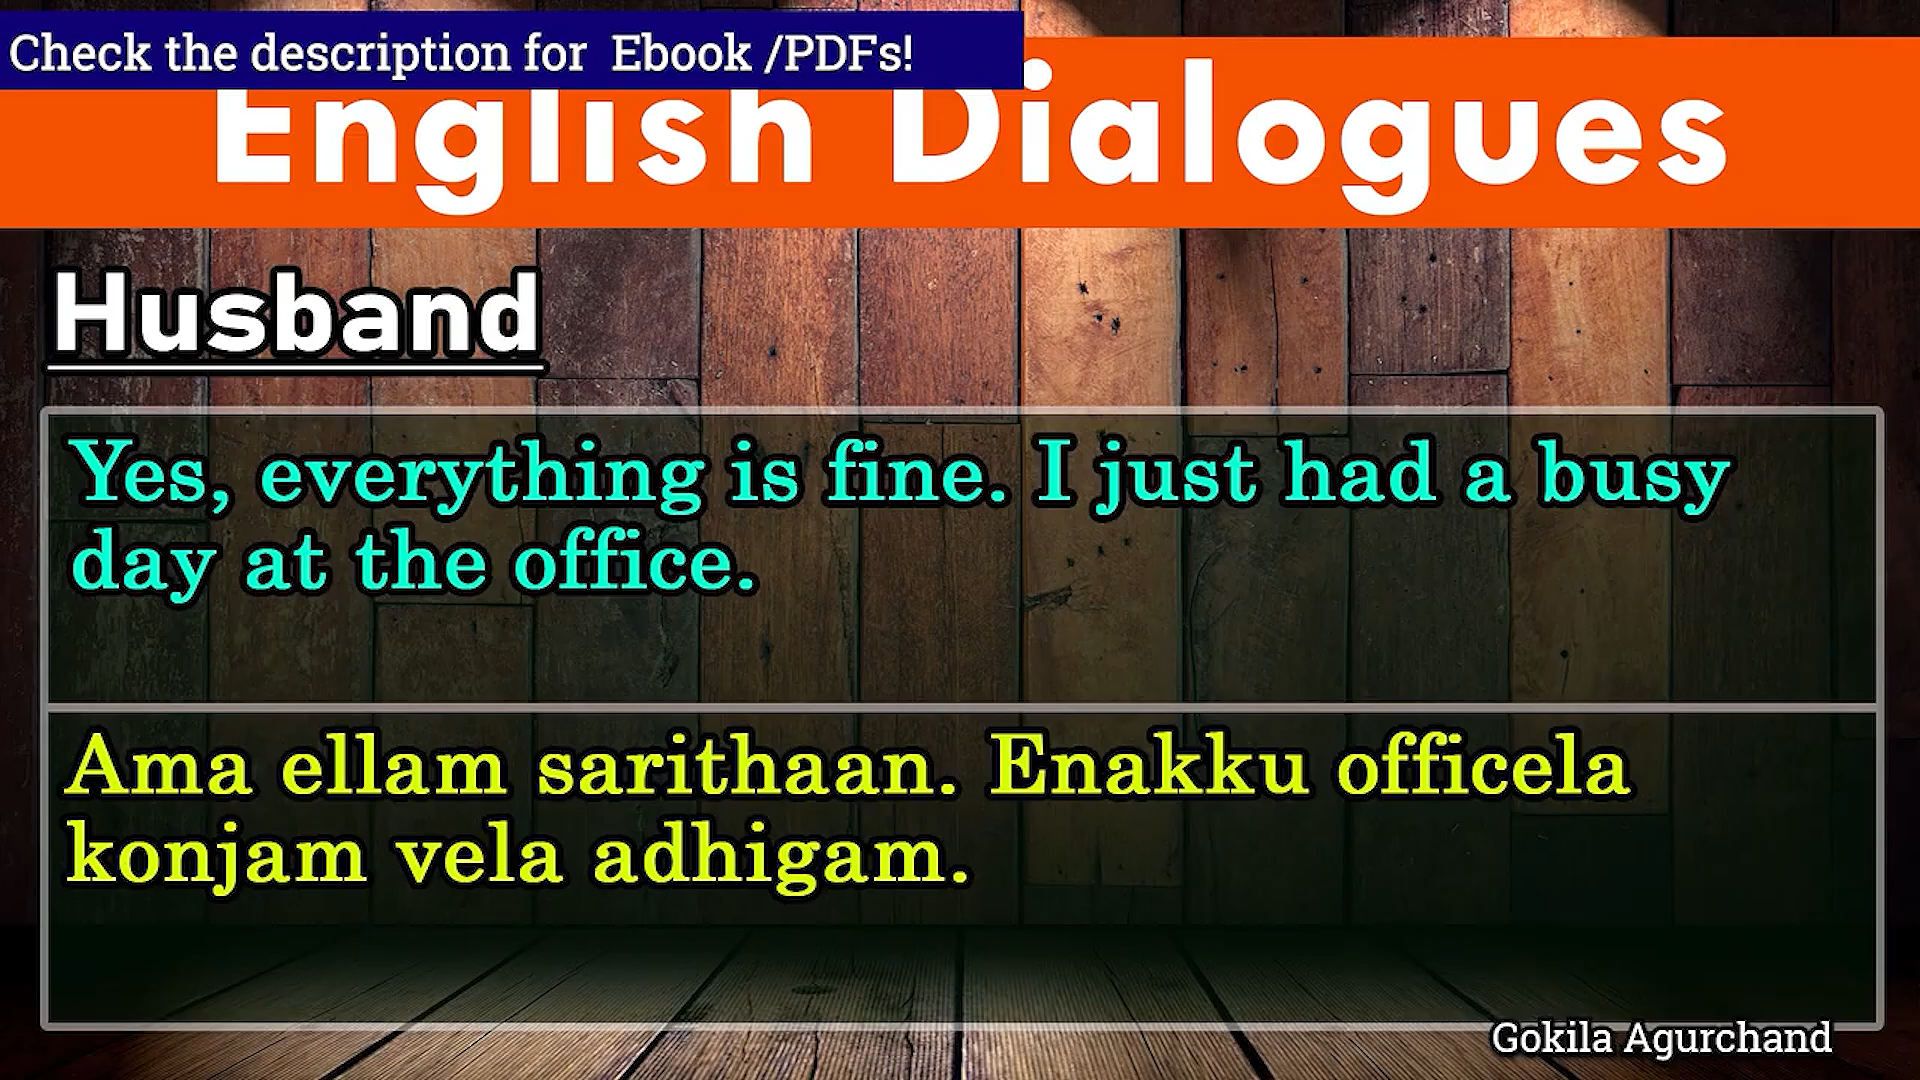 Check the description for Ebook /PDFs!
English Dialogues
Husband
Yes, everything is fine. I just had a busy
day at the office.
Ama ellam sarithaan. Enakku officela
konjam vela adhigam.
Gokila Agurchand